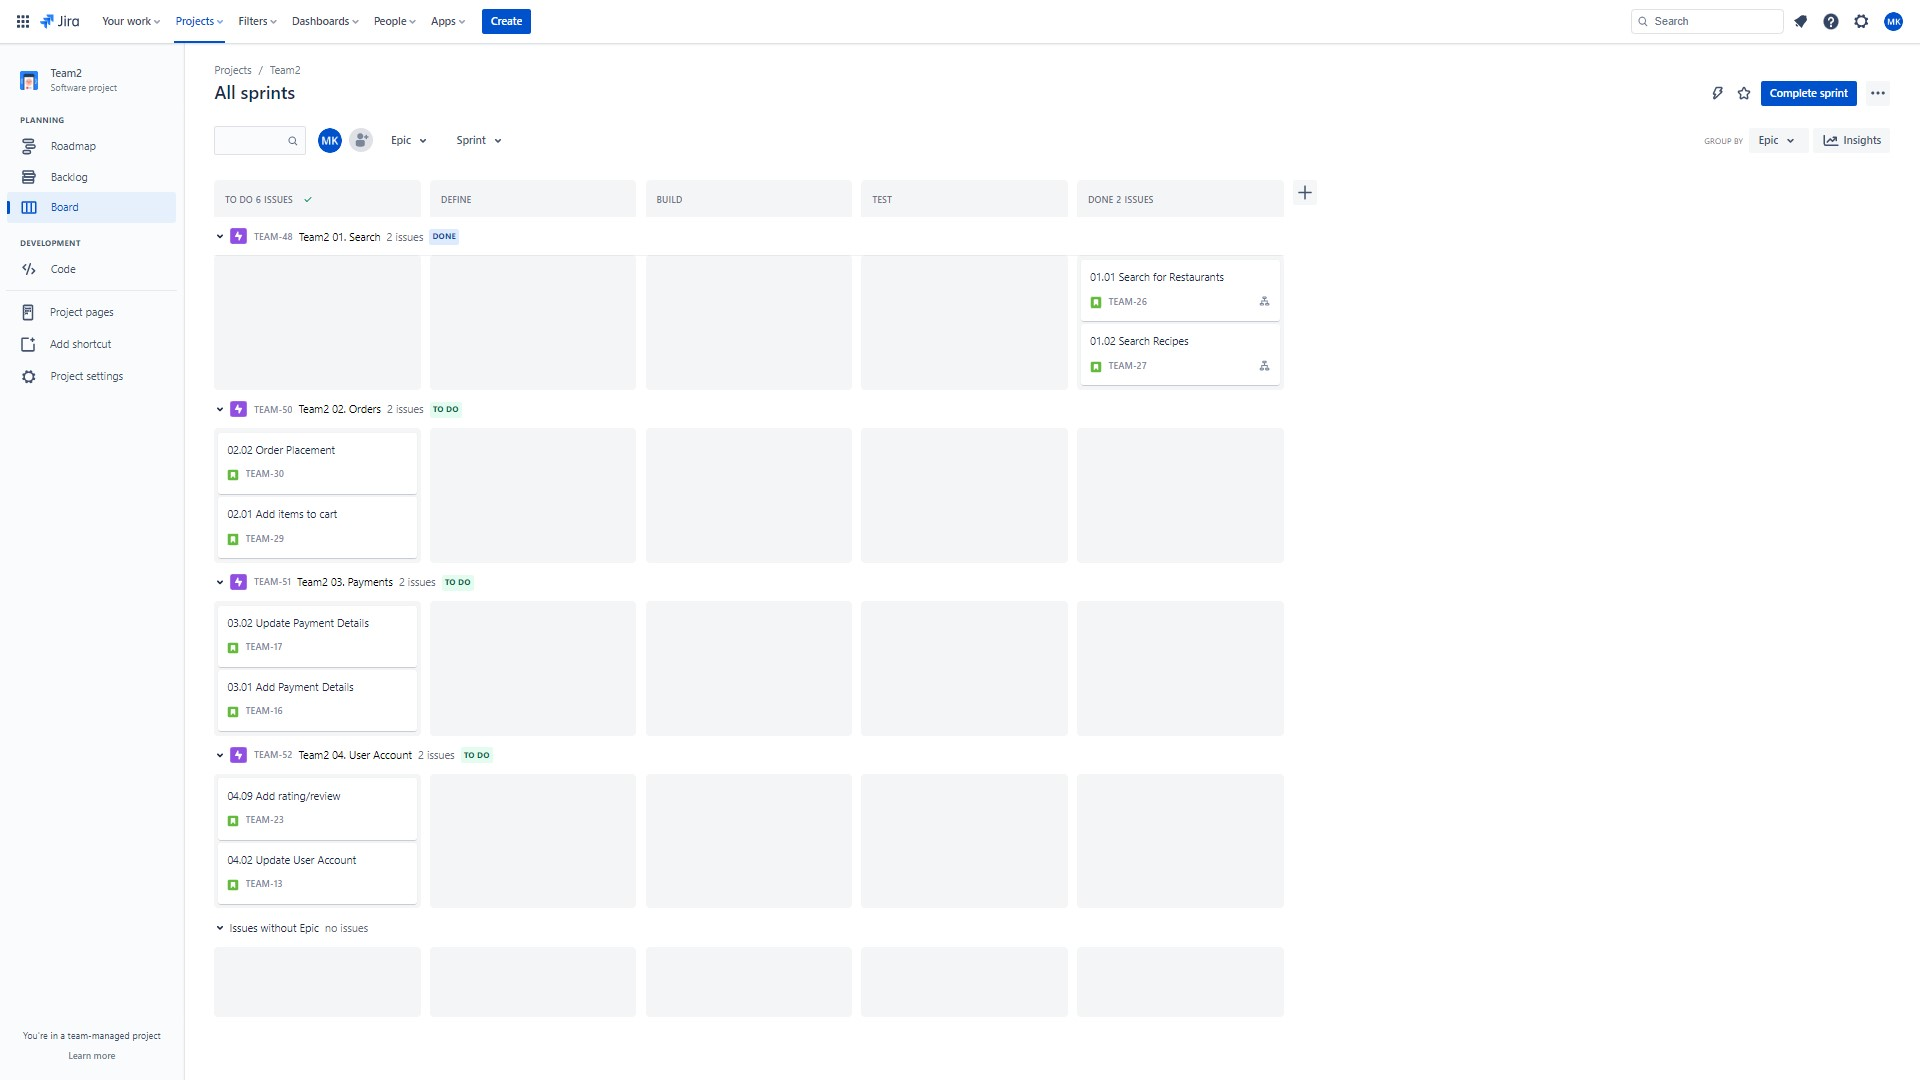 Jira
Your work
Projects
Filters
Dashboards
People
Apps
Create
Search
MK
Team2
Software project
PLANNING
Roadmap
Backlog
Board
DEVELOPMENT
Code
Project pages
Add shortcut
Project settings
You're in a team-managed project
Learn more
Projects / Team2
All sprints
Complete sprint
MK
Epic
Sprint
GROUP BY
Epic
Insights
TO DO 6 ISSUES
DEFINE
BUILD
TEST
DONE 2 ISSUES
TEAM-48 Team2 01. Search 2 issues DONE
01.01 Search for Restaurants
TEAM-26
01.02 Search Recipes
TEAM-27
TEAM-50 Team2 02. Orders 2 issues TO DO
02.02 Order Placement
TEAM-30
02.01 Add items to cart
TEAM-29
TEAM-51 Team2 03. Payments 2 issues TO DO
03.02 Update Payment Details
TEAM-17
03.01 Add Payment Details
TEAM-16
TEAM-52 Team2 04. User Account 2 issues TO DO
04.09 Add rating/review
TEAM-23
04.02 Update User Account
TEAM-13
Issues without Epic no issues